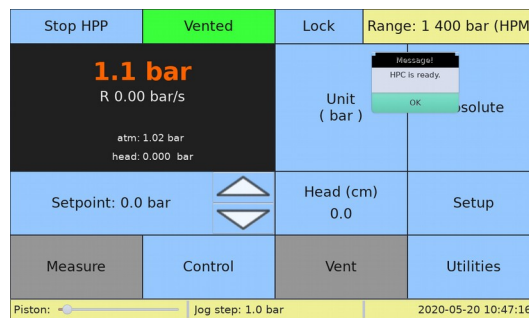 Stop HPP
Vented
Lock
Range: 1 400 bar (HPM
1.1 bar
R 0.00 bar/s
atm: 1.02 bar
head: 0.000 bar
Unit
( bar )
Message!
HPC is ready.
OK
solute
Setpoint: 0.0 bar
Head (cm)
0.0
Setup
Measure
Control
Vent
Utilities
Piston:
Jog step: 1.0 bar
2020-05-20 10:47:16